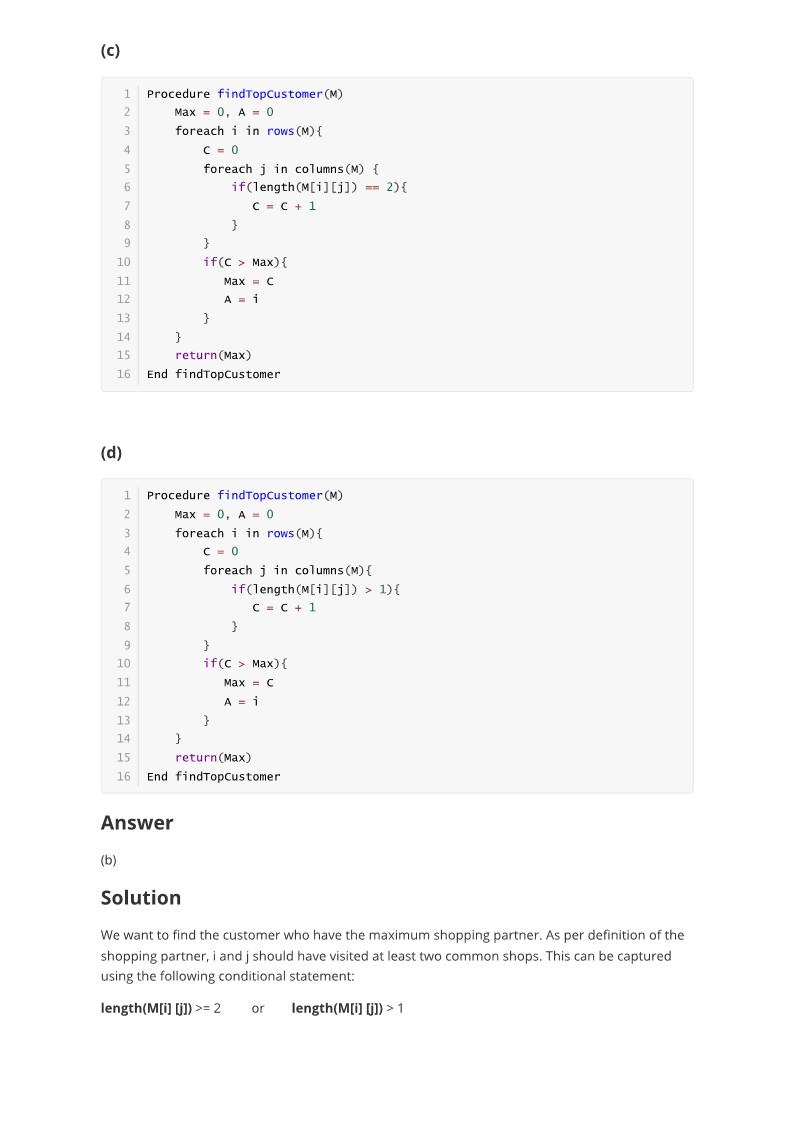 (c)
1 Procedure findTopCustomer(M)
2 Max = 0, A = 0
3 foreach i in rows(M){
4 C = 0
5 foreach j in columns(M) {
6 if(length(M[i][j]) == 2){
7 C = C + 1
8 }
9 }
10 if(C > Max){
11 Max = C
12 A = i
13 }
14 }
15 return(Max)
16 End findTopCustomer
(d)
1 Procedure findTopCustomer(M)
2 Max = 0, A = 0
3 foreach i in rows(M){
4 C = 0
5 foreach j in columns(M){
6 if(length(M[i][j]) > 1){
7 C = C + 1
8 }
9 }
10 if(C > Max){
11 Max = C
12 A = i
13 }
14 }
15 return(Max)
16 End findTopCustomer
Answer
(b)
Solution
We want to find the customer who have the maximum shopping partner. As per definition of the
shopping partner, i and j should have visited at least two common shops. This can be captured
using the following conditional statement:
length(M[i] [j]) >= 2 or length(M[i] [j]) > 1